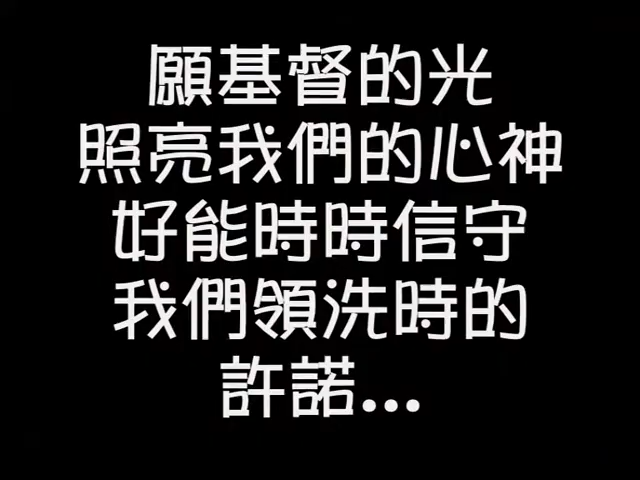 願基督的光
照亮我們的心神
好能時時信守
我們領洗時的
許諾...